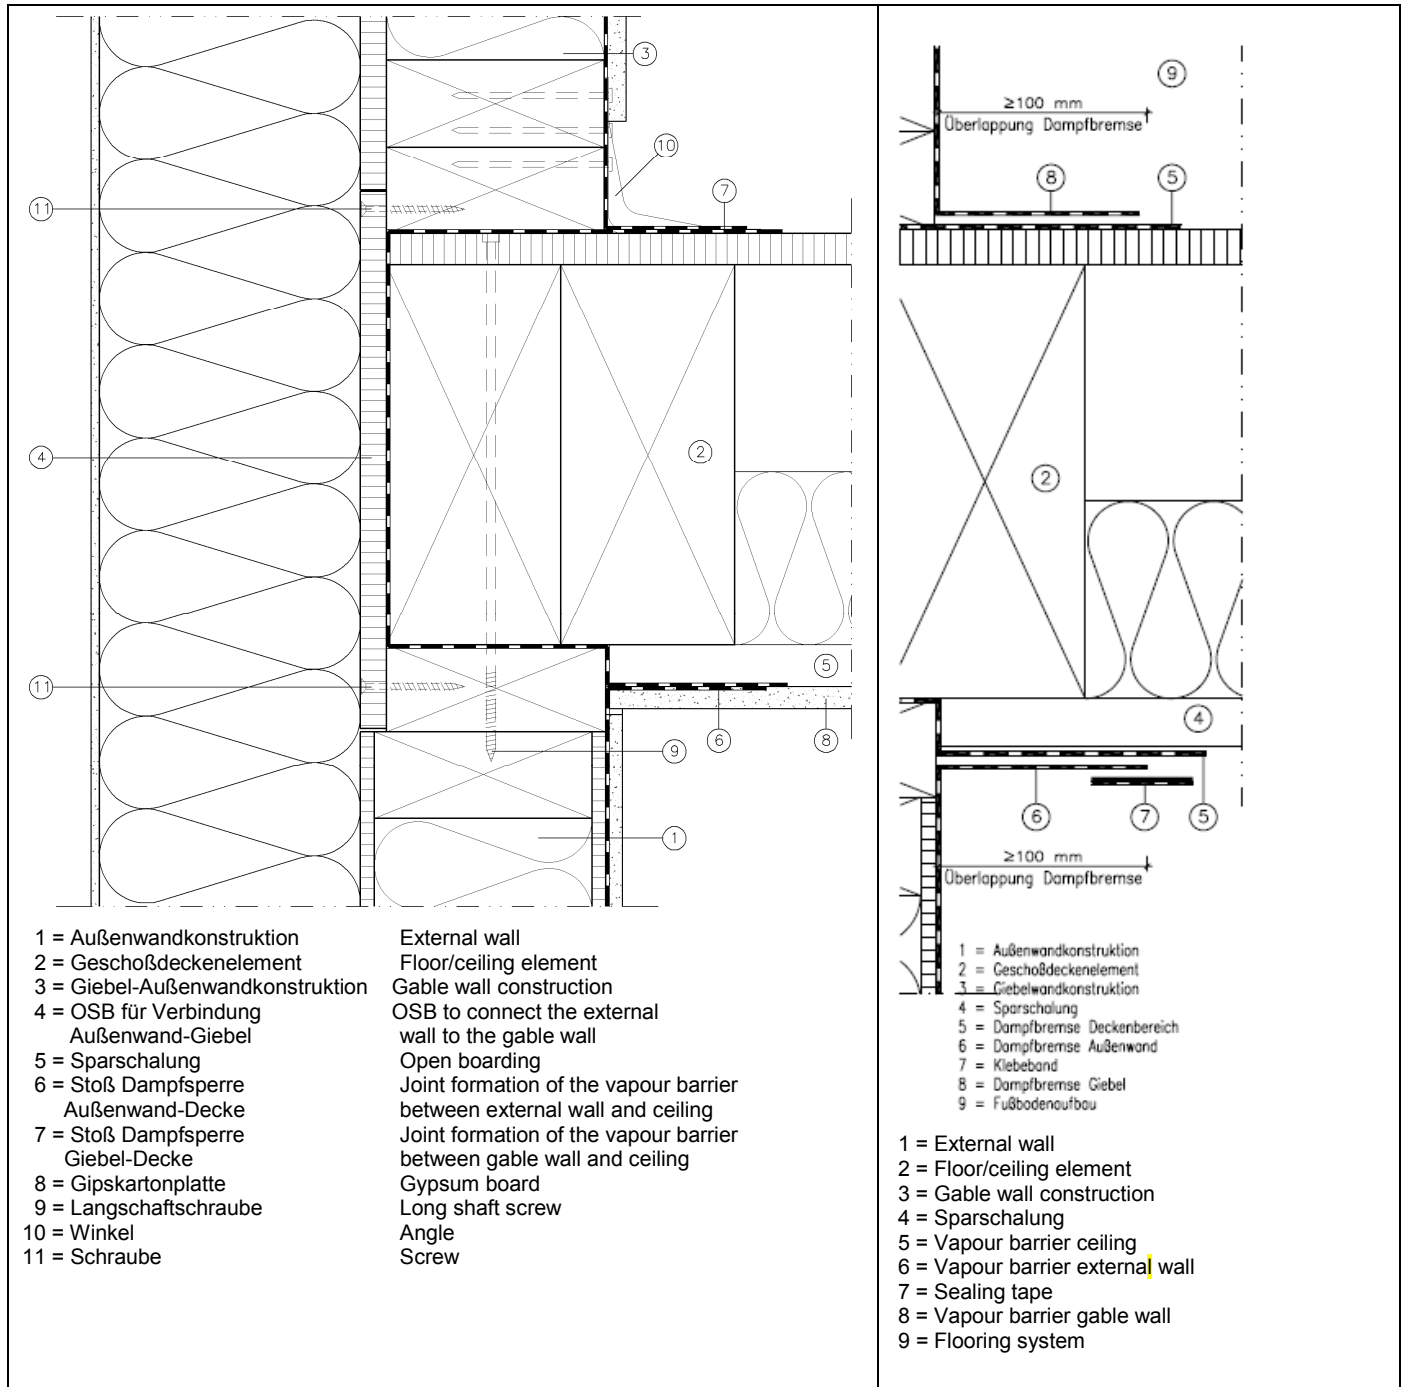 3
10
7
11
4
2
11
5
6
8
9
1
1 = Außenwandkonstruktion External wall
2 = Geschoßdeckenelement Floor/ceiling element
3 = Giebel-Außenwandkonstruktion Gable wall construction
4 = OSB für Verbindung OSB to connect the external
Außenwand-Giebel wall to the gable wall
5 = Sparschalung Open boarding
6 = Stoß Dampfsperre Joint formation of the vapour barrier
Außenwand-Decke between external wall and ceiling
7 = Stoß Dampfsperre Joint formation of the vapour barrier
Giebel-Decke between gable wall and ceiling
8 = Gipskartonplatte Gypsum board
9 = Langschaftschraube Long shaft screw
10 = Winkel Angle
11 = Schraube Screw
9
≥100 mm
Überlappung Dampfbremse
8 5
2
4
6 7 5
≥100 mm
Überlappung Dampfbremse
1 = Außenwandkonstruktion
2 = Geschoßdeckenelement
3 = Giebelwandkonstruktion
4 = Sparschalung
5 = Dampfbremse Deckenbereich
6 = Dampfbremse Außenwand
7 = Klebeband
8 = Dampfbremse Giebel
9 = Fußbodenaufbau
1 = External wall
2 = Floor/ceiling element
3 = Gable wall construction
4 = Sparschalung
5 = Vapour barrier ceiling
6 = Vapour barrier external wall
7 = Sealing tape
8 = Vapour barrier gable wall
9 = Flooring system